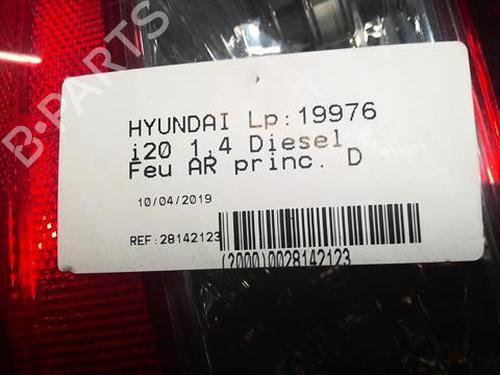 HYUNDAI Lp:19976
i20 1,4 Diesel
Feu AR princ. D
10/04/2019
REF:28142123
(2000)0028142123
B-PARTS